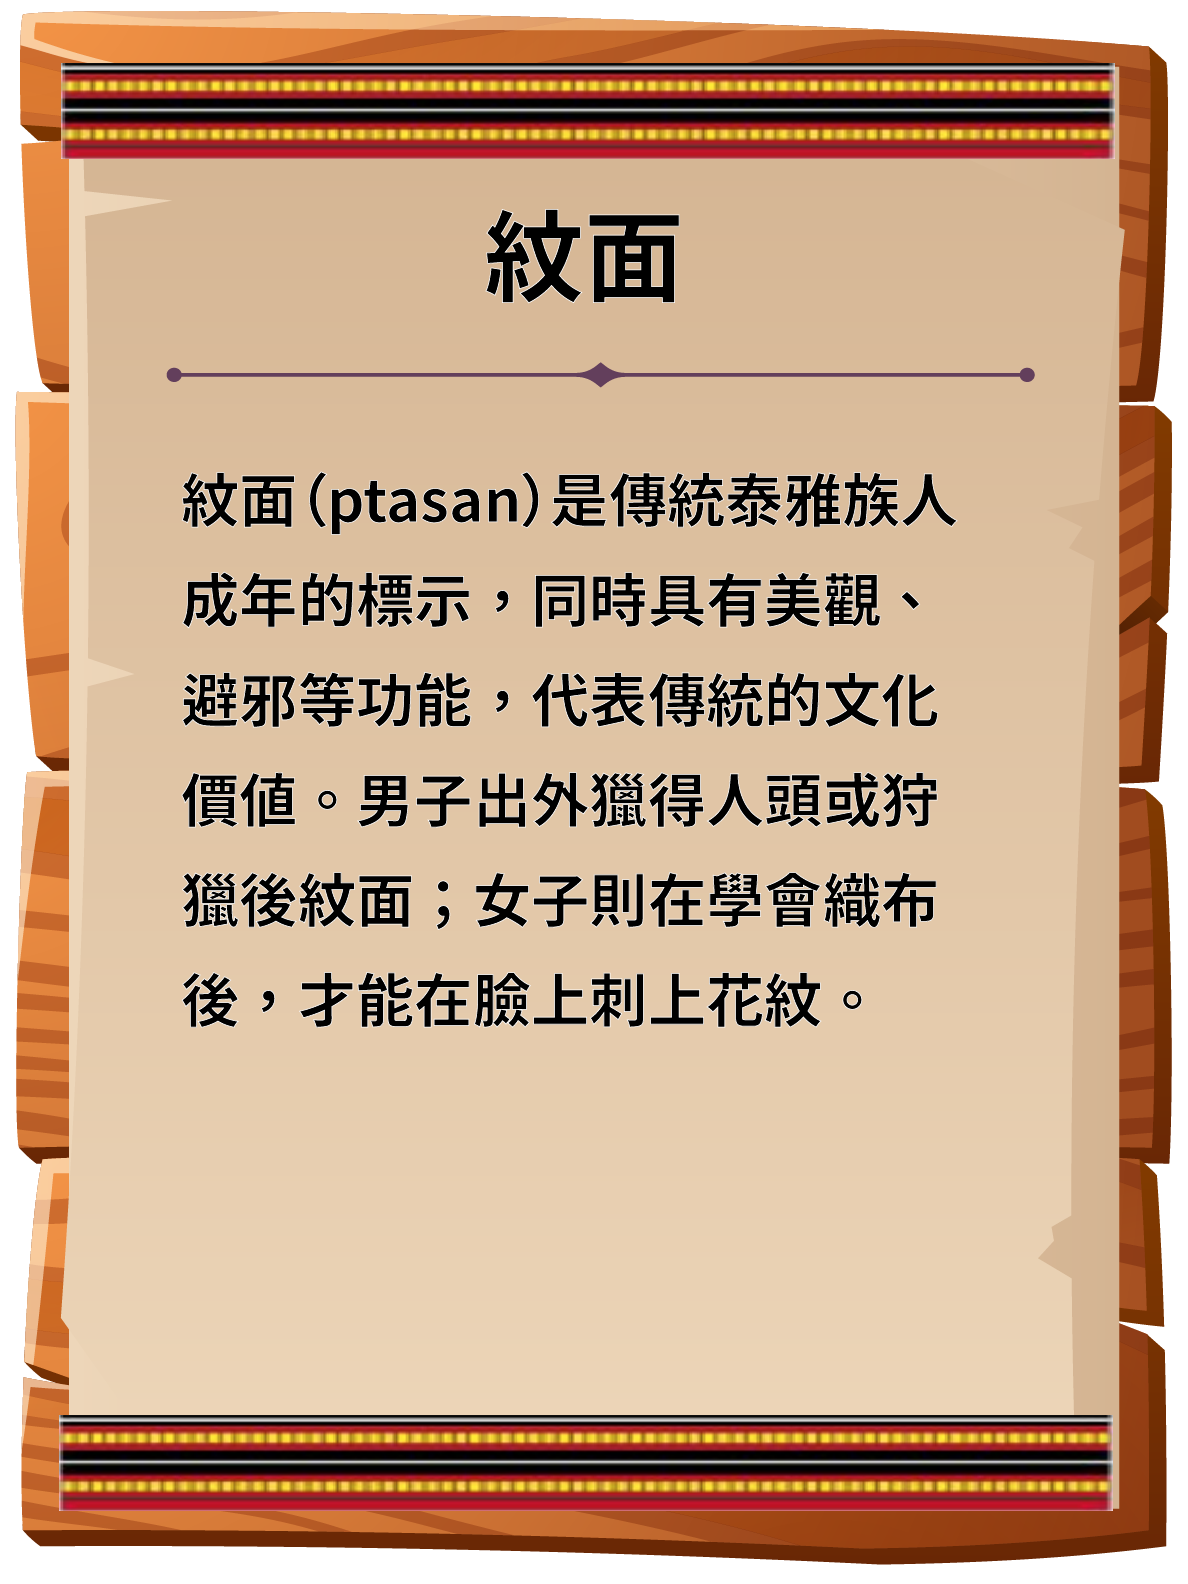 紋面
紋面（ptasan）是傳統泰雅族人
成年的標示，同時具有美觀、
避邪等功能，代表傳統的文化
價值。男子出外獵得人頭或狩
獵後紋面；女子則在學會織布
後，才能在臉上刺上花紋。